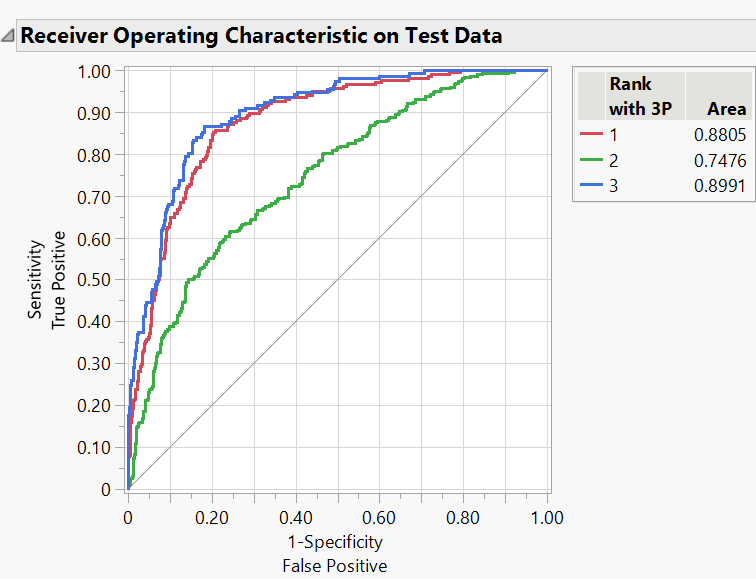 Receiver Operating Characteristic on Test Data
1.00
0.90
0.80
0.70
0.60
0.50
0.40
0.30
0.20
0.10
0
Sensitivity
True Positive
0 0.20 0.40 0.60 0.80 1.00
1-Specificity
False Positive
Rank
with 3P Area
1 0.8805
2 0.7476
3 0.8991